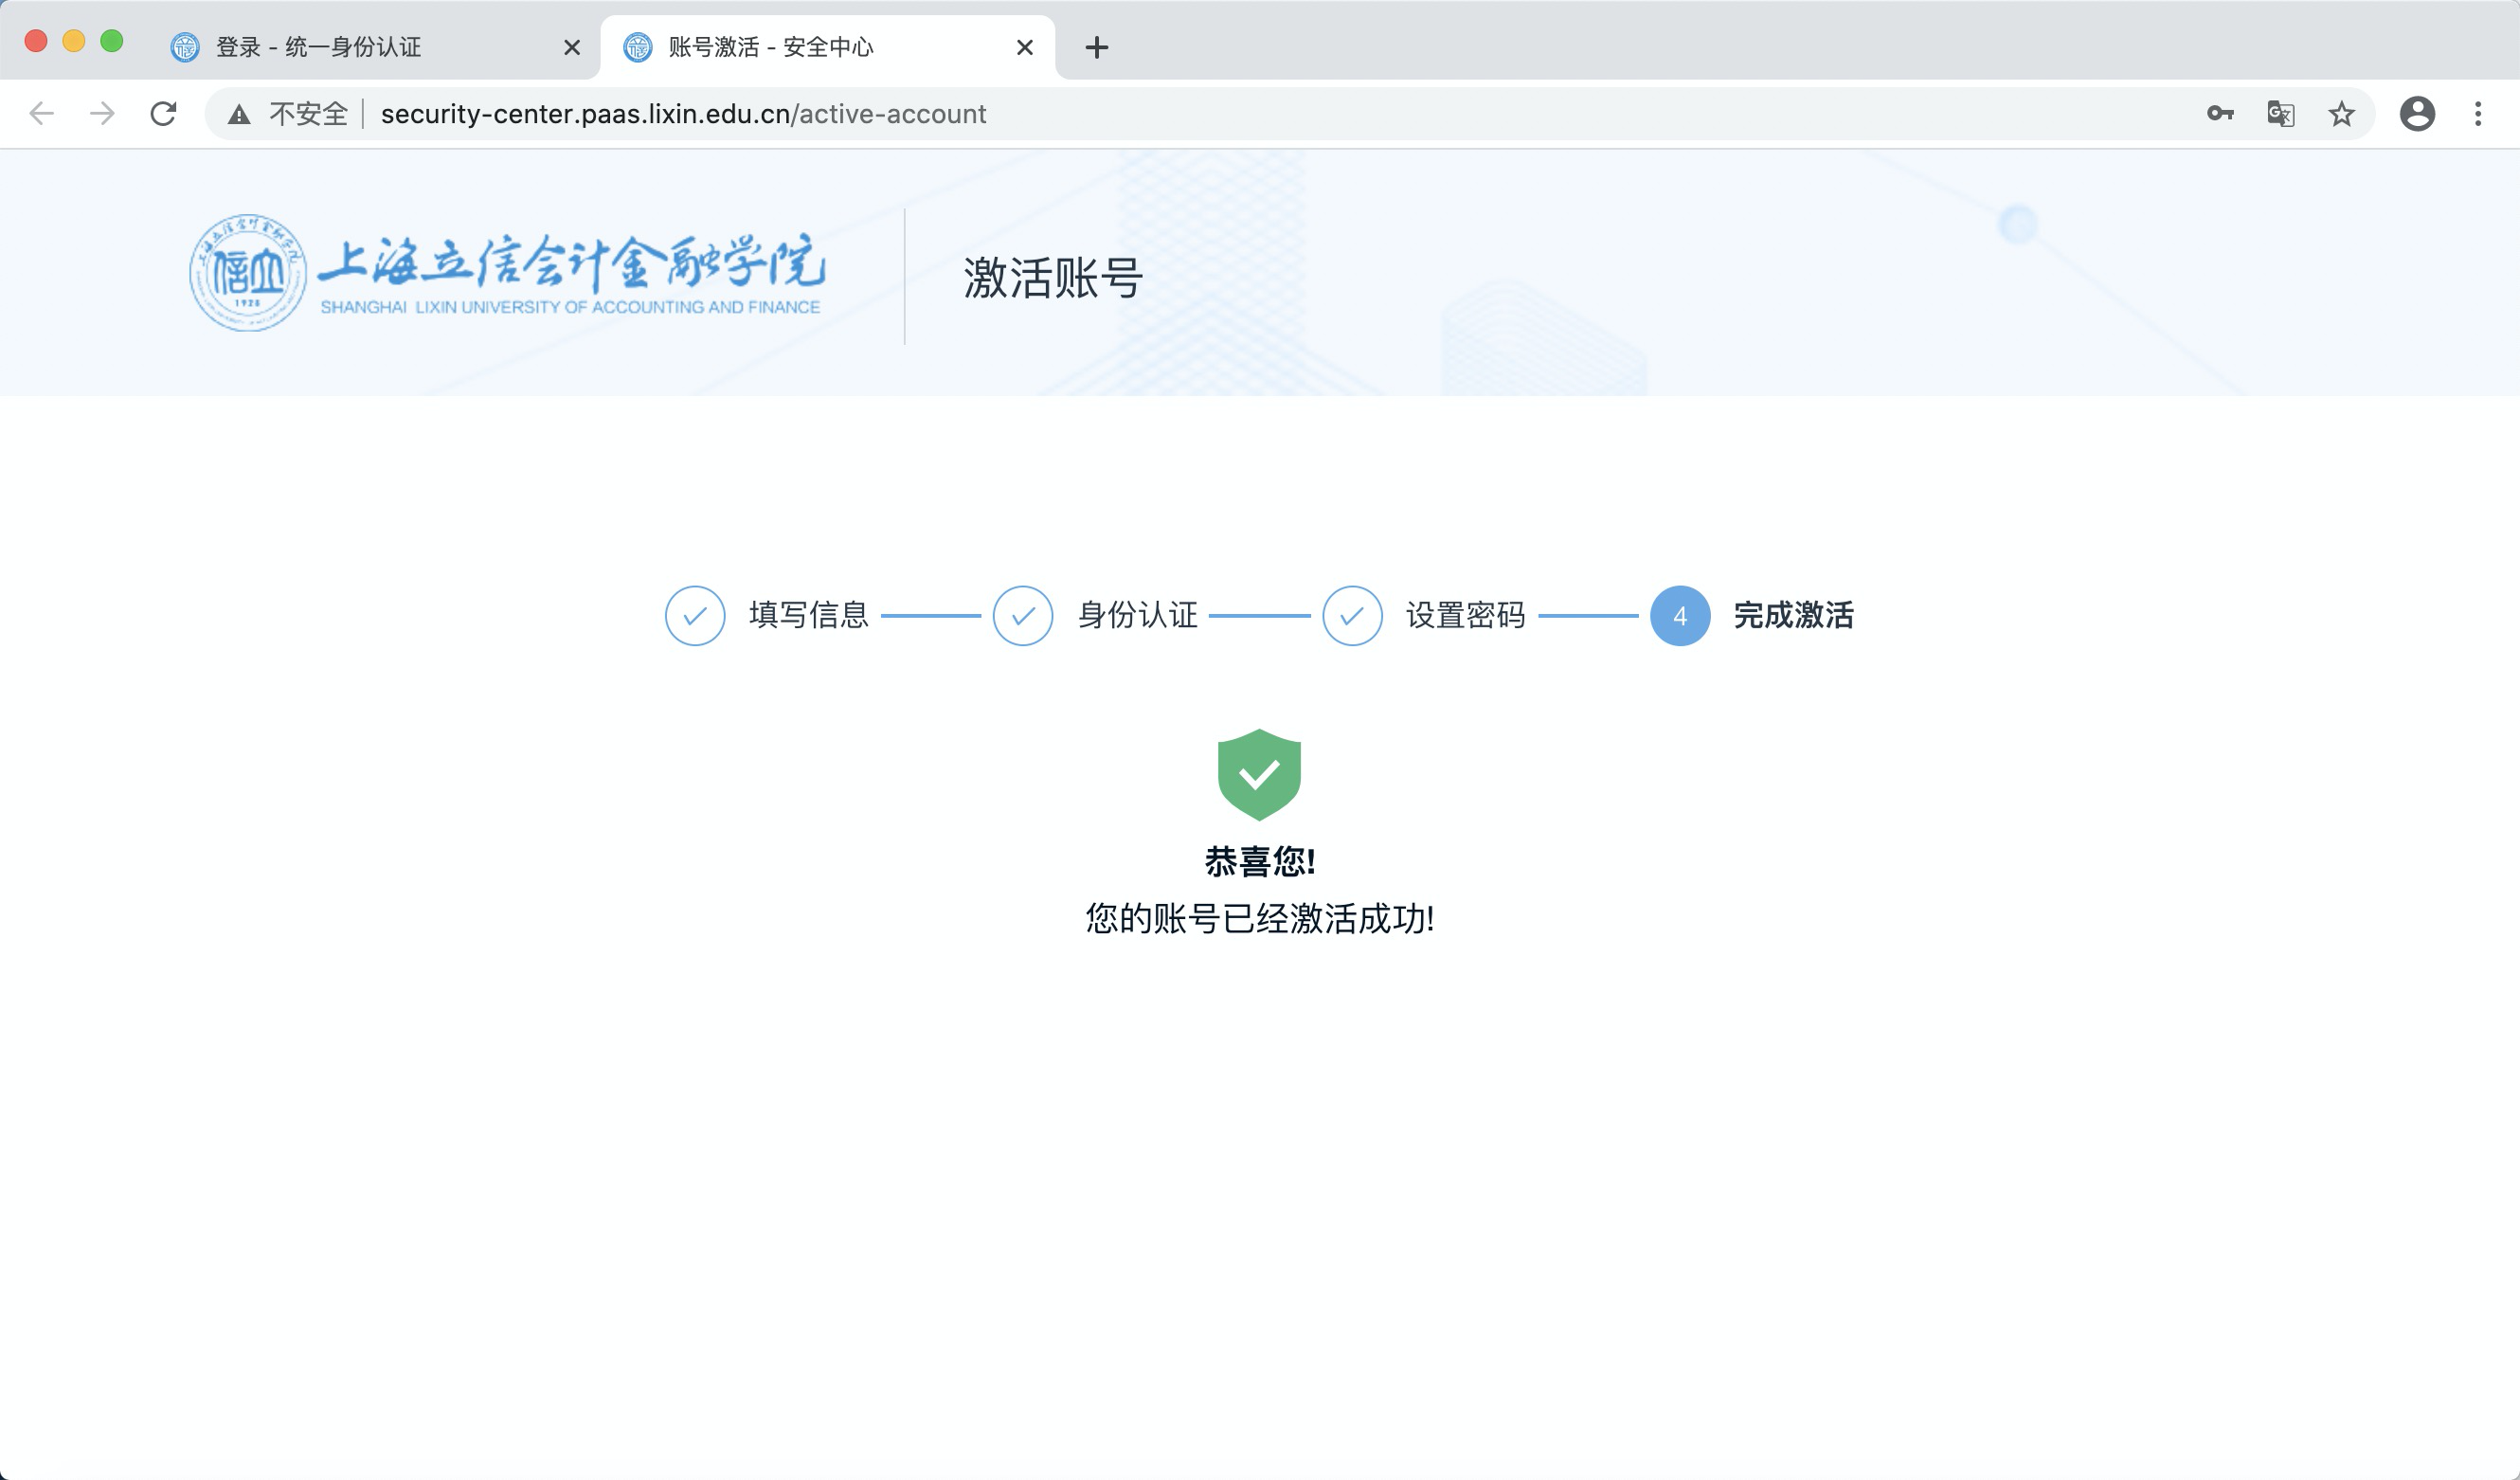 登录 - 统一身份认证
账号激活 - 安全中心
不安全
security-center.paas.lixin.edu.cn/active-account
上海立信会计金融学院
SHANGHAI LIXIN UNIVERSITY OF ACCOUNTING AND FINANCE
1928
激活账号
填写信息
身份认证
设置密码
4 完成激活
恭喜您!
您的账号已经激活成功!